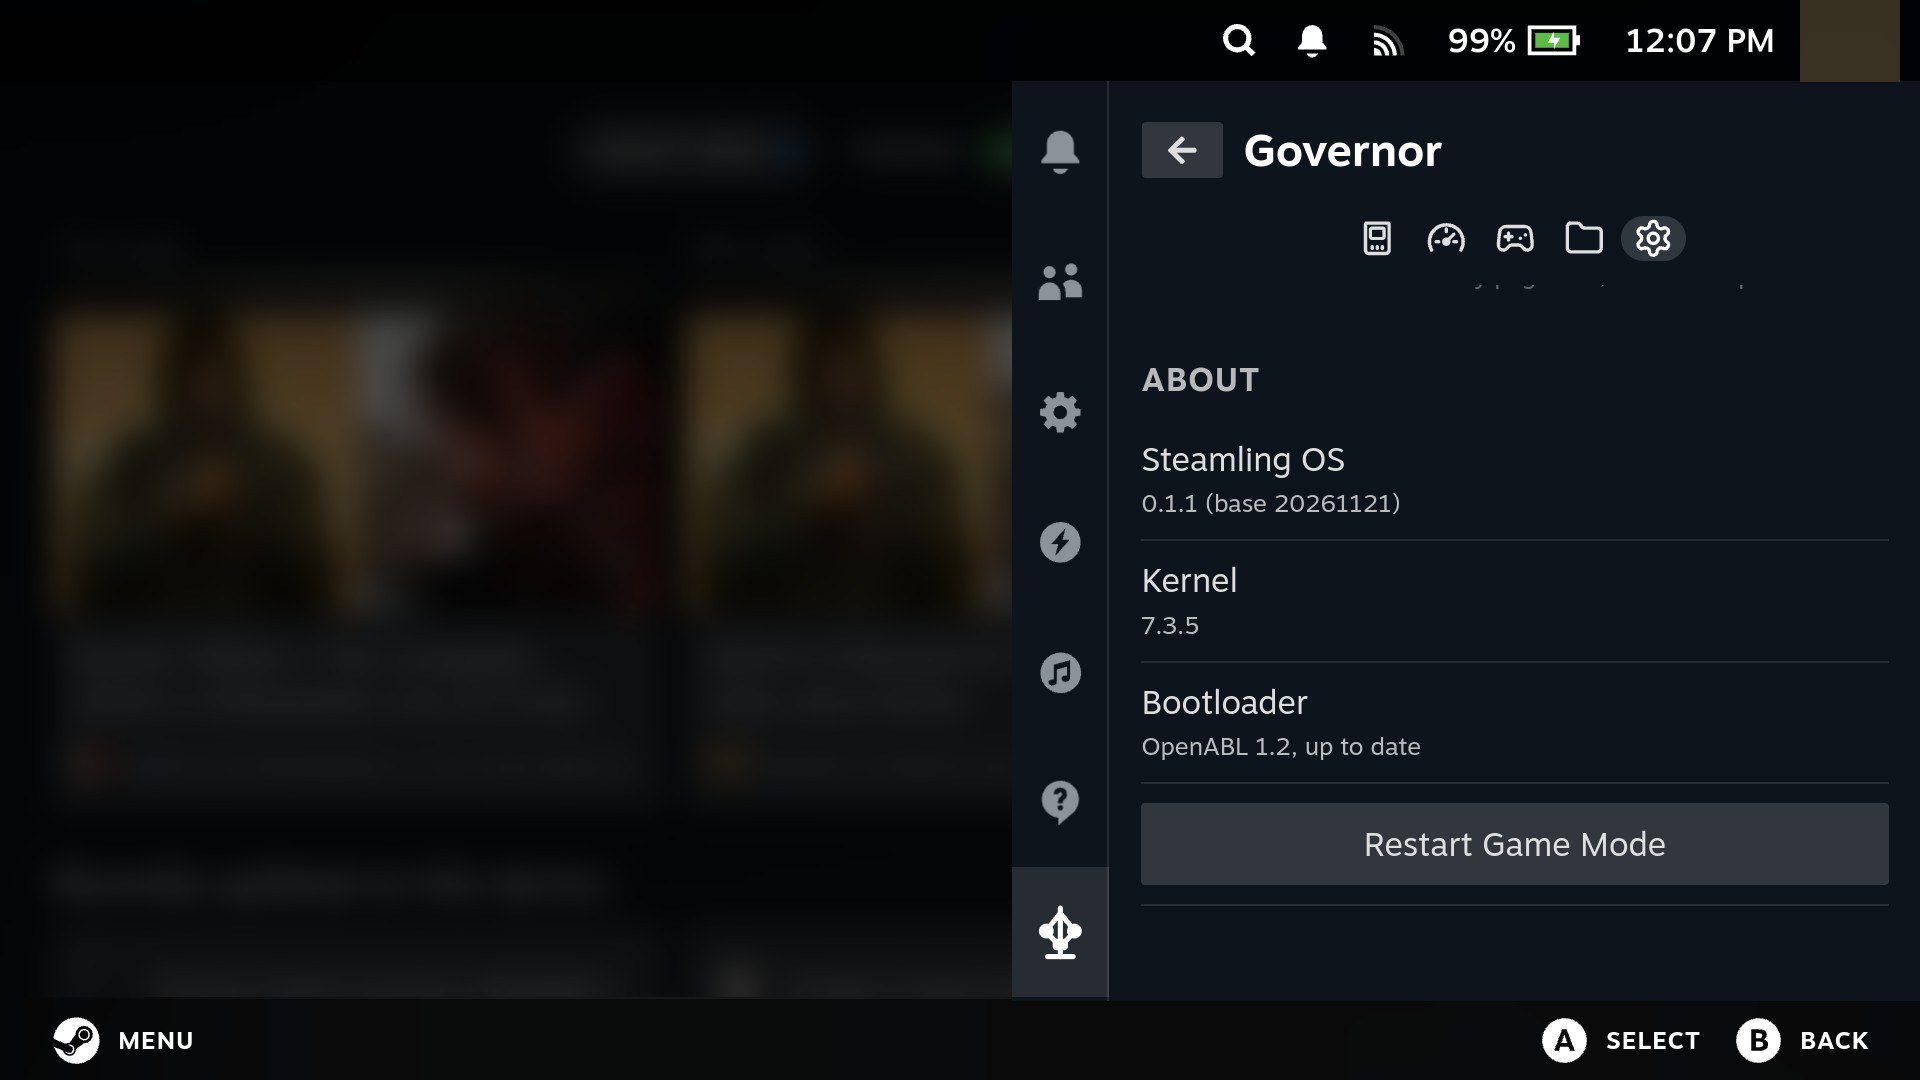 99%
12:07 PM
Governor
ABOUT
Steamling OS
0.1.1 (base 20261121)
Kernel
7.3.5
Bootloader
OpenABL 1.2, up to date
Restart Game Mode
MENU
A SELECT
B BACK